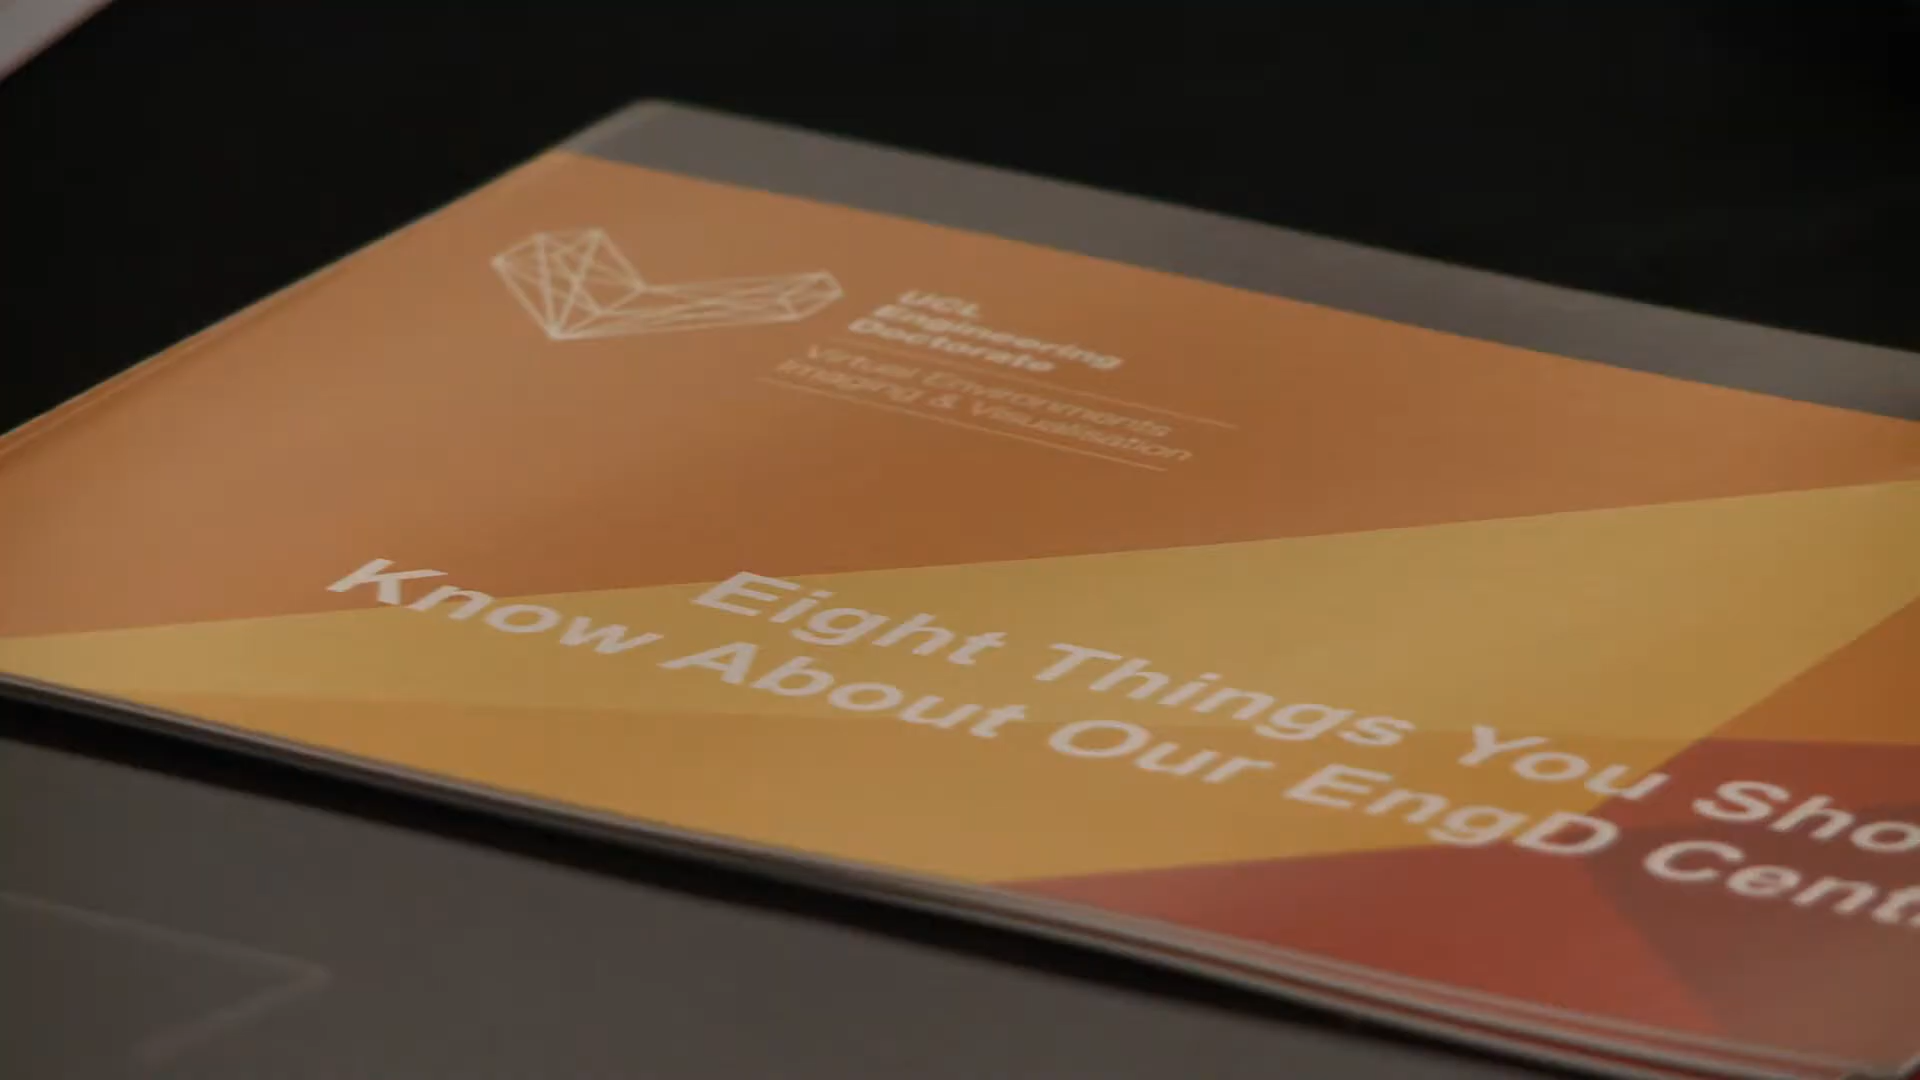 UCL
Engineering
Doctorate
Virtual Environments
Imaging & Visualisation
Eight Things You Sho
Know About Our EngD Cent